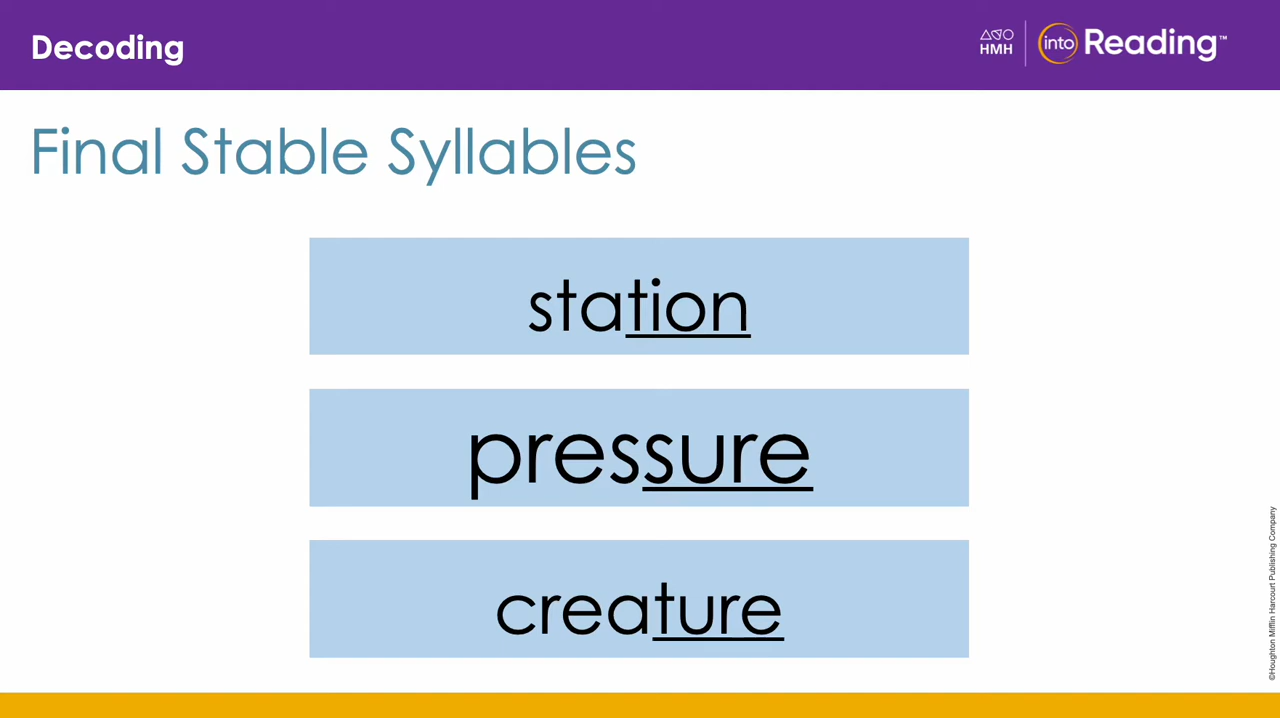 Decoding
HMH
into Reading™
Final Stable Syllables
station
pressure
creature
©Houghton Mifflin Harcourt Publishing Company